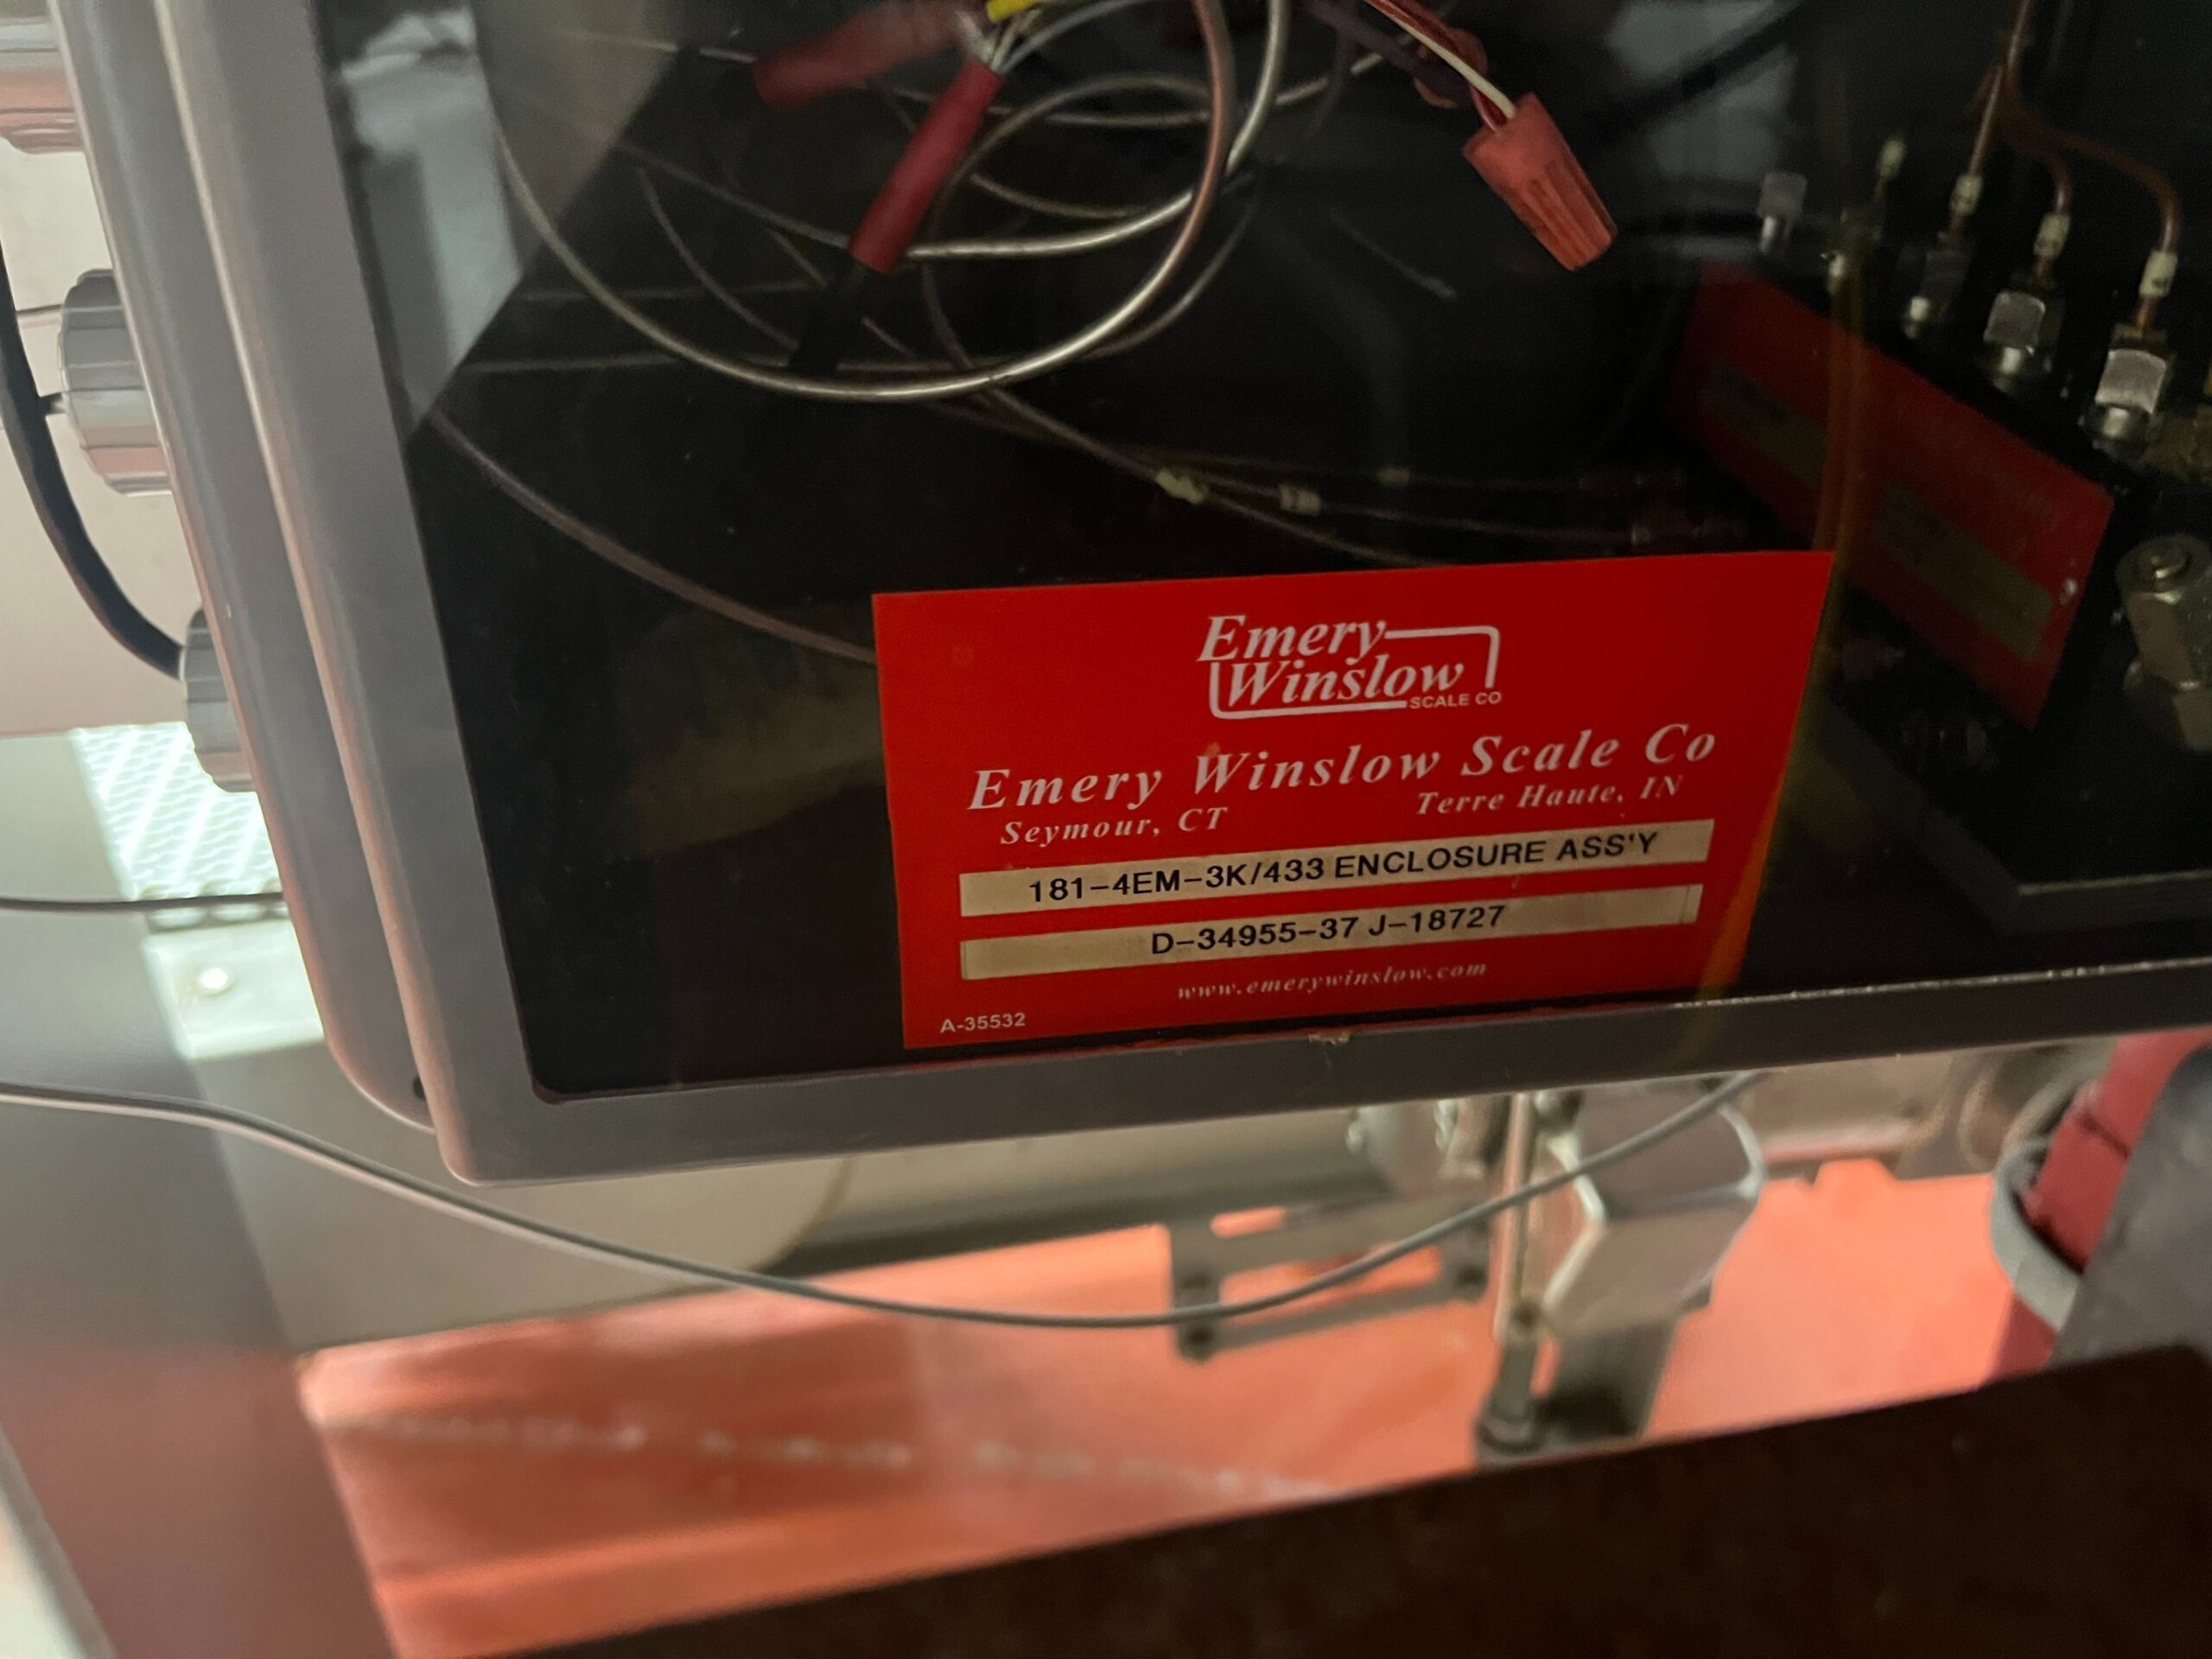 Emery
Winslow
SCALE CO
Emery Winslow Scale Co
Seymour, CT Terre Haute, IN
181-4EM-3K/433 ENCLOSURE ASS'Y
D-34955-37 J-18727
www.emerywinslow.com
A-35532